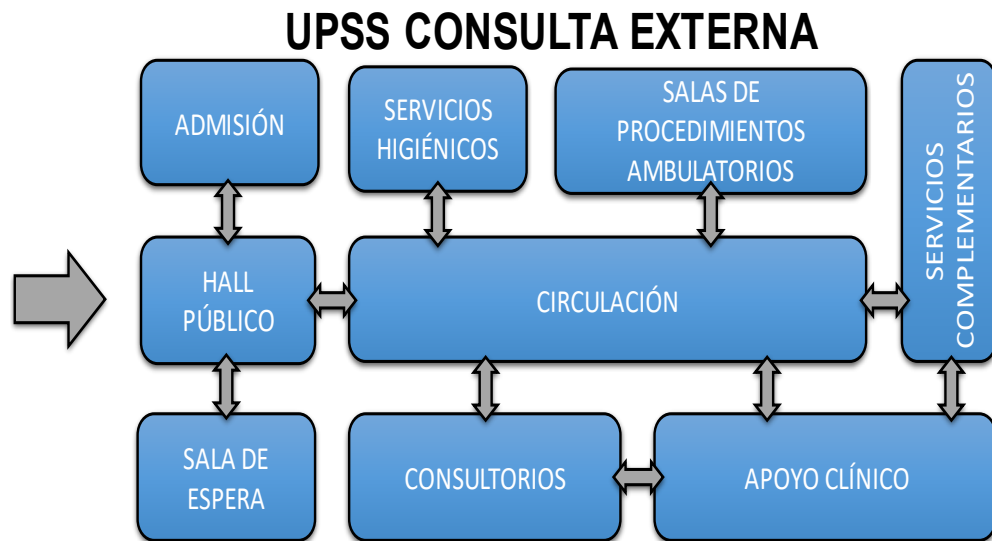 UPSS CONSULTA EXTERNA
ADMISIÓN
SERVICIOS
HIGIÉNICOS
SALAS DE
PROCEDIMIENTOS
AMBULATORIOS
SERVICIOS
COMPLEMENTARIOS
HALL
PÚBLICO
CIRCULACIÓN
SALA DE
ESPERA
CONSULTORIOS
APOYO CLÍNICO